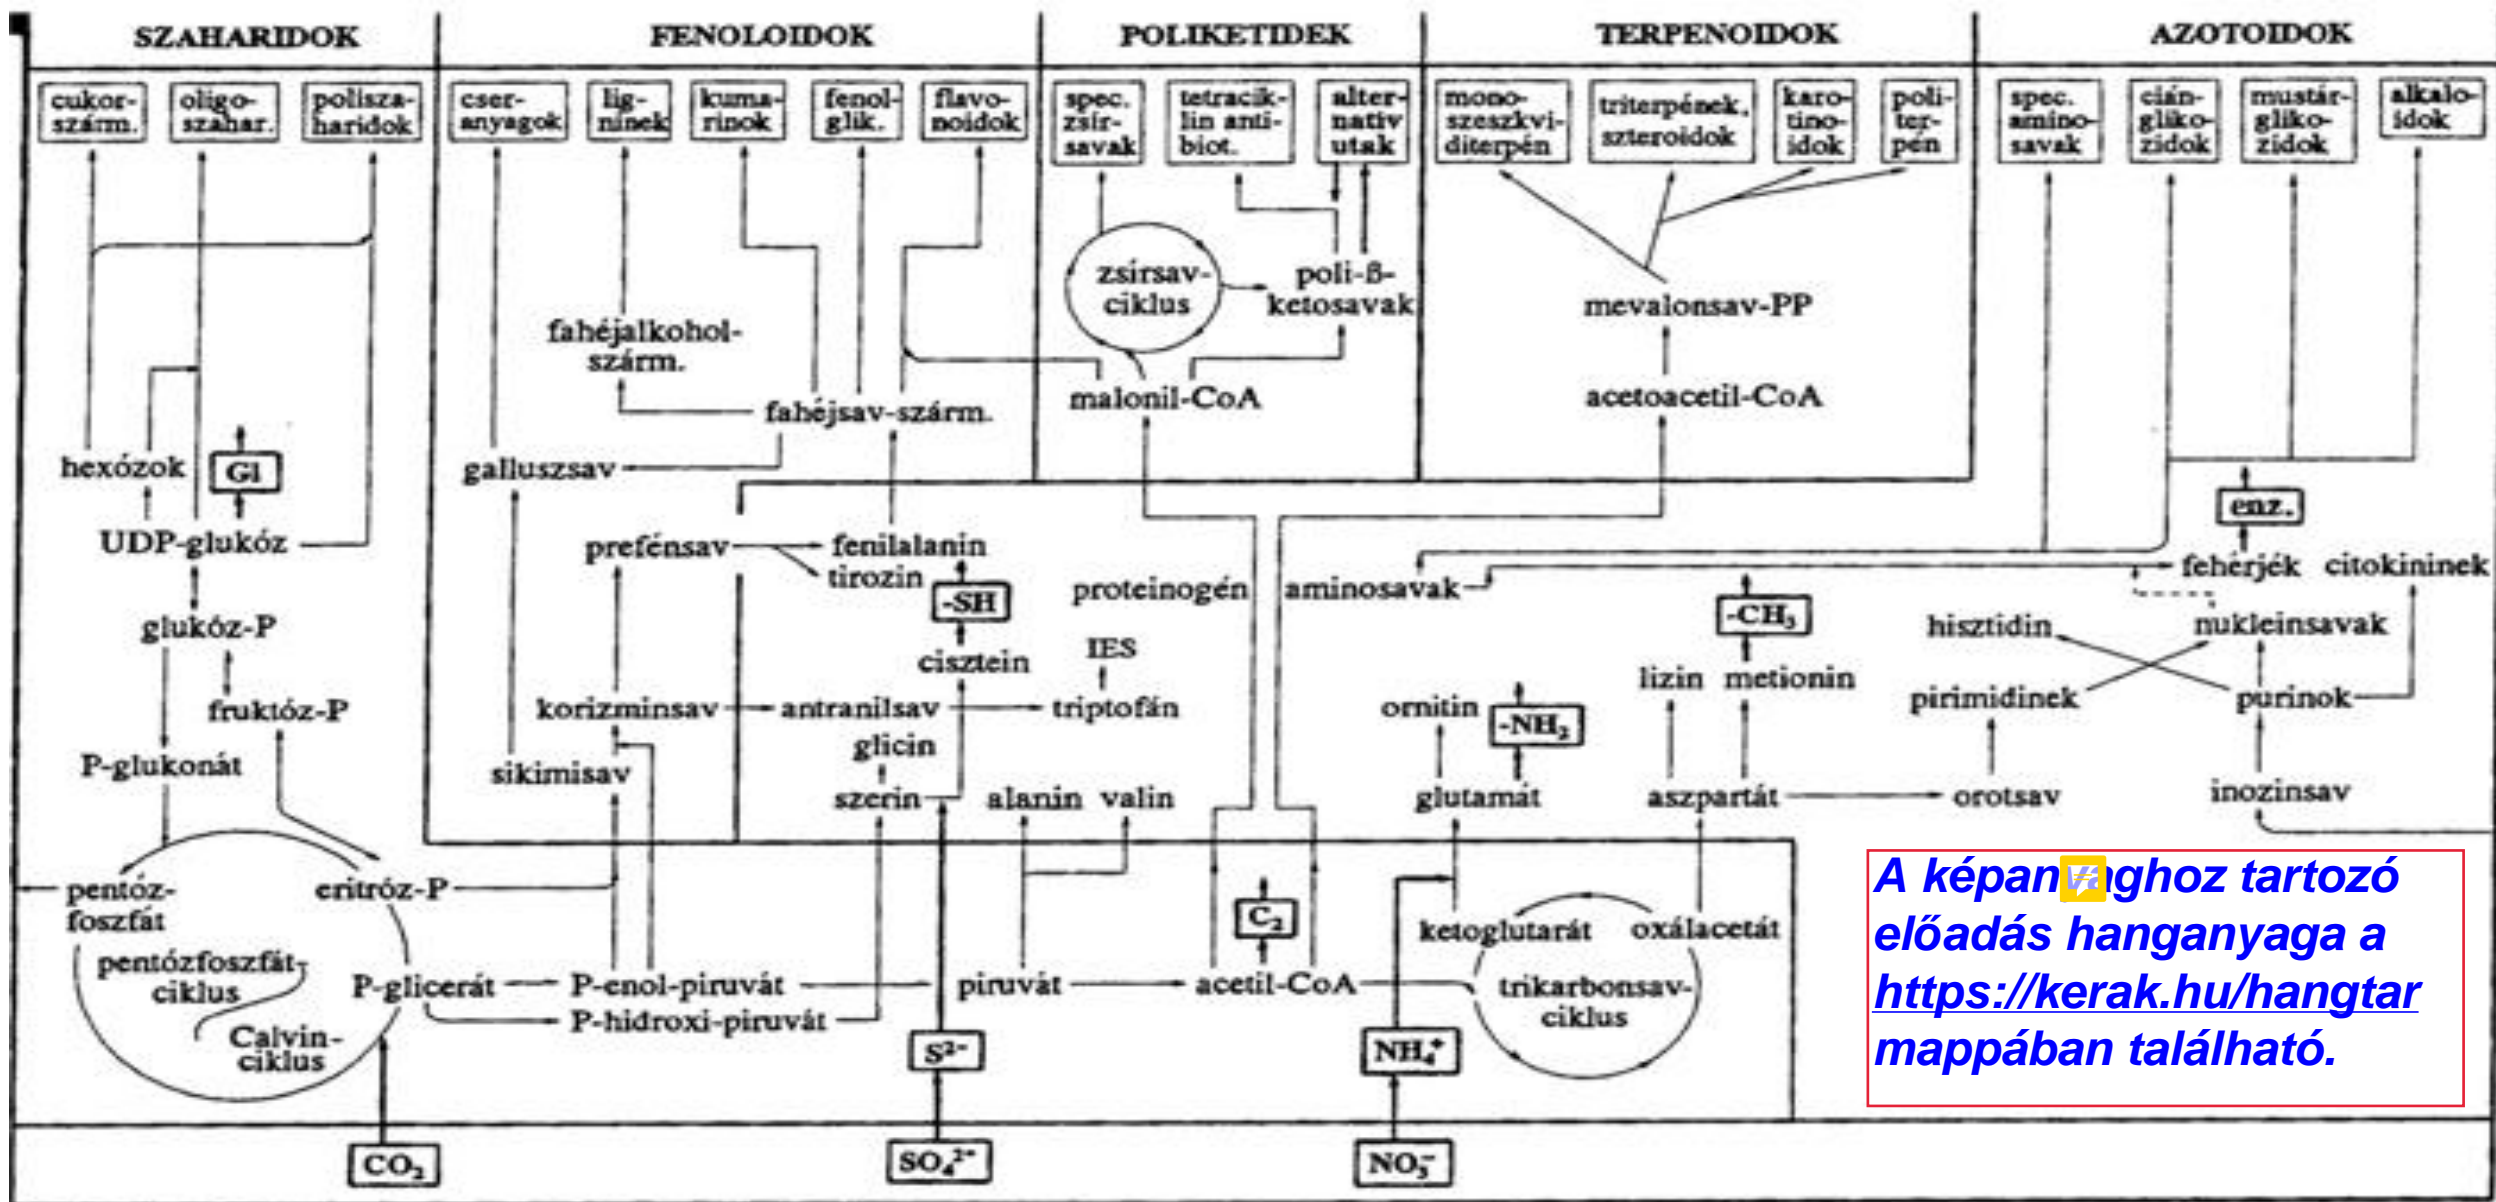 SZAHARIDOK
FENOLOIDOK
POLIKETIDEK
TERPENOIDOK
AZOTOIDOK
cukor-
szárm.
oligo-
szahar.
polisza-
haridok
cser-
anyagok
lig-
ninek
kuma-
rinok
fenol-
glik.
flavo-
noidok
spec.
zsír-
savak
tetracik-
lin anti-
biot.
alter-
nativ
utak
mono-
szeszkvi-
diterpén
triterpének,
szteroidok
karo-
tino-
idok
poli-
ter-
pén
spec.
amino-
savak
cián-
gliko-
zidok
mustár-
gliko-
zidok
alkalo-
idok
zsírsav-
ciklus
poli-ß-
ketosavak
mevalonsav-PP
fahéjalkohol-
szárm.
fahéjsav-szárm.
malonil-CoA
acetoacetil-CoA
hexózok
Gl
galluszsav
enz.
UDP-glukóz
prefénsav
fenilalanin
tirozin
-SH
proteinogén
aminosavak
fehérjék
citokininek
glukóz-P
cisztein
IES
-CH₃
hisztidin
nukleinsavak
lizin
metionin
fruktóz-P
korizminsav
antranilsav
triptofán
ornitin
-NH₂
pirimidinek
purinok
glicin
P-glukonát
sikimisav
szerin
alanin
valin
glutamát
aszpartát
orotsav
inozinsav
pentóz-
foszfát
eritróz-P
C₂
ketoglutarát
oxálacetát
pentózfoszfát-
ciklus
P-glicerát
P-enol-piruvát
piruvát
acetil-CoA
trikarbonsav-
ciklus
P-hidroxi-piruvát
Calvin-
ciklus
S²⁻
NH₄⁺
CO₂
SO₄²⁻
NO₃⁻
A képanyaghoz tartozó
előadás hanganyaga a
https://kerak.hu/hangtar
mappában található.